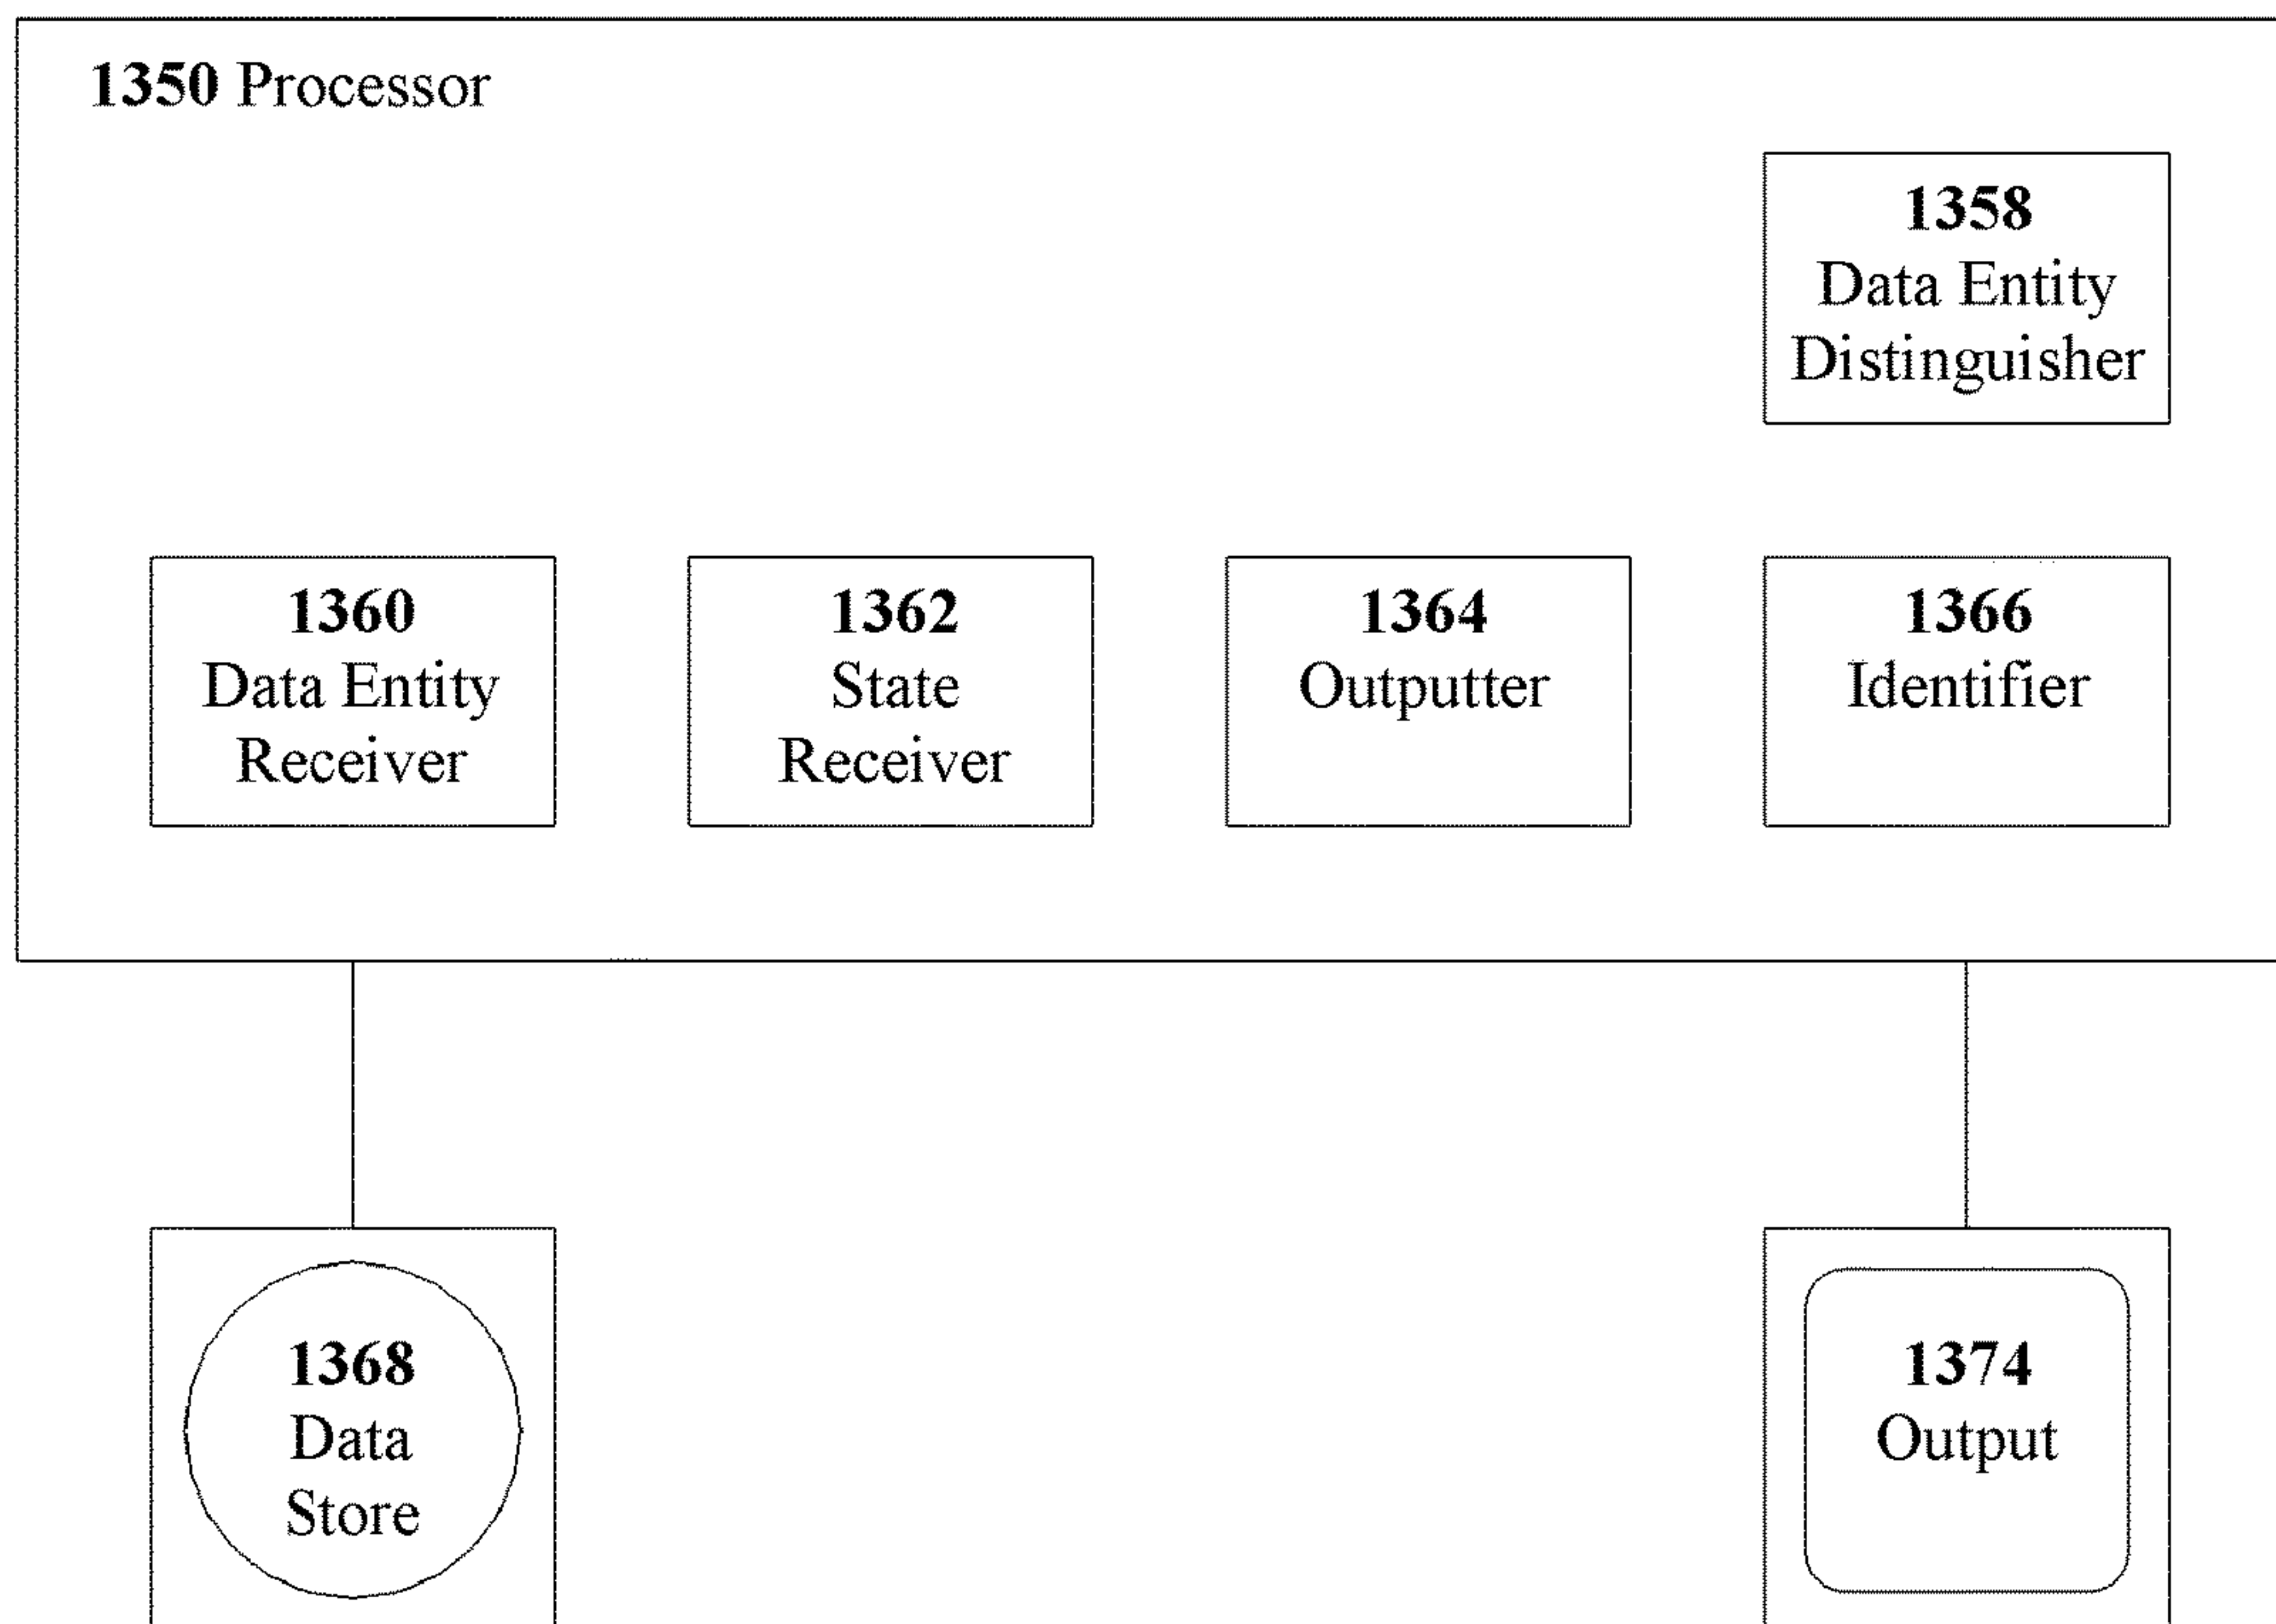 1350 Processor
1358
Data Entity
Distinguisher
1360
Data Entity
Receiver
1362
State
Receiver
1364
Outputter
1366
Identifier
1368
Data
Store
1374
Output